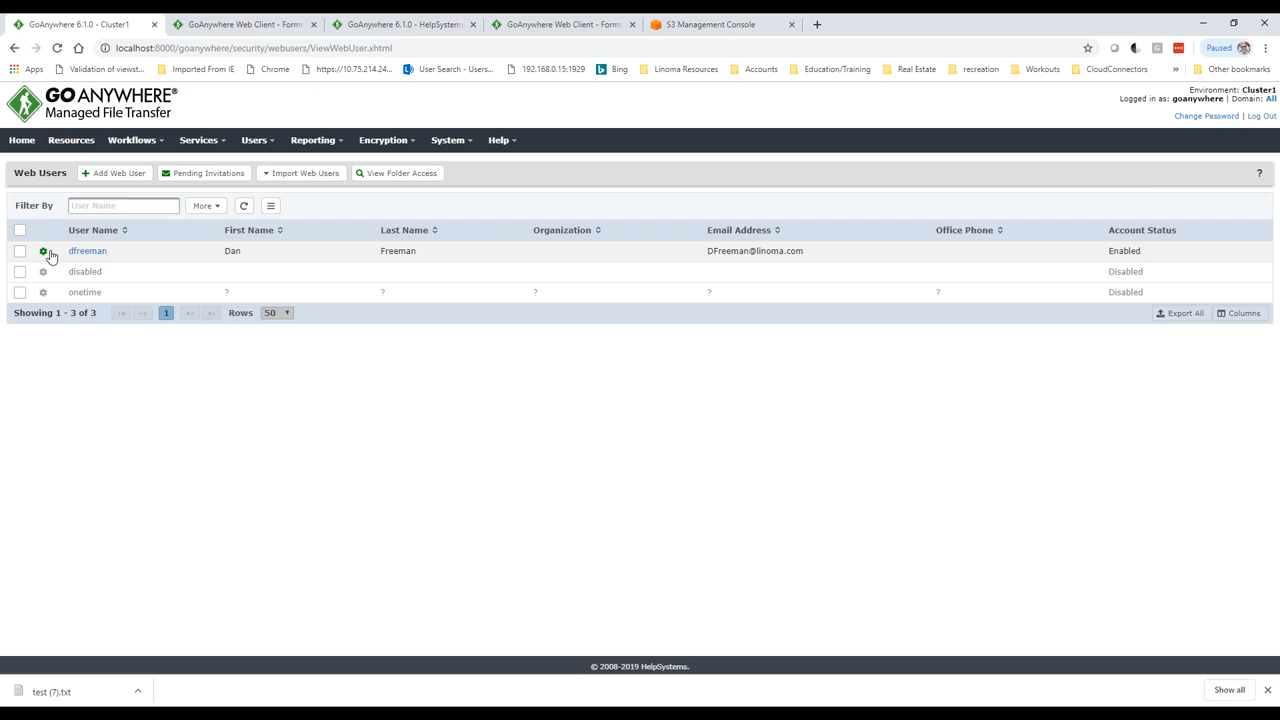 GoAnywhere 6.1.0 - Cluster1
GoAnywhere Web Client - Forms
GoAnywhere 6.1.0 - HelpSystems
GoAnywhere Web Client - Forms
S3 Management Console
localhost:8000/goanywhere/security/webusers/ViewWebUser.xhtml
Paused
Apps Validation of viewst... Imported From IE Chrome https://10.75.214.24... User Search - Users... 192.168.0.15:1929 Bing Linoma Resources Accounts Education/Training Real Estate recreation Workouts CloudConnectors » Other bookmarks
GO ANYWHERE®
Managed File Transfer
Environment: Cluster1
Logged in as: goanywhere | Domain: All
Change Password | Log Out
Home Resources Workflows Services Users Reporting Encryption System Help
Web Users + Add Web User Pending Invitations Import Web Users View Folder Access ?
Filter By User Name More
User Name First Name Last Name Organization Email Address Office Phone Account Status
dfreeman Dan Freeman DFreeman@linoma.com Enabled
disabled Disabled
onetime ? ? ? ? ? Disabled
Showing 1 - 3 of 3 1 Rows 50 Export All Columns
© 2008-2019 HelpSystems.
test (7).txt Show all